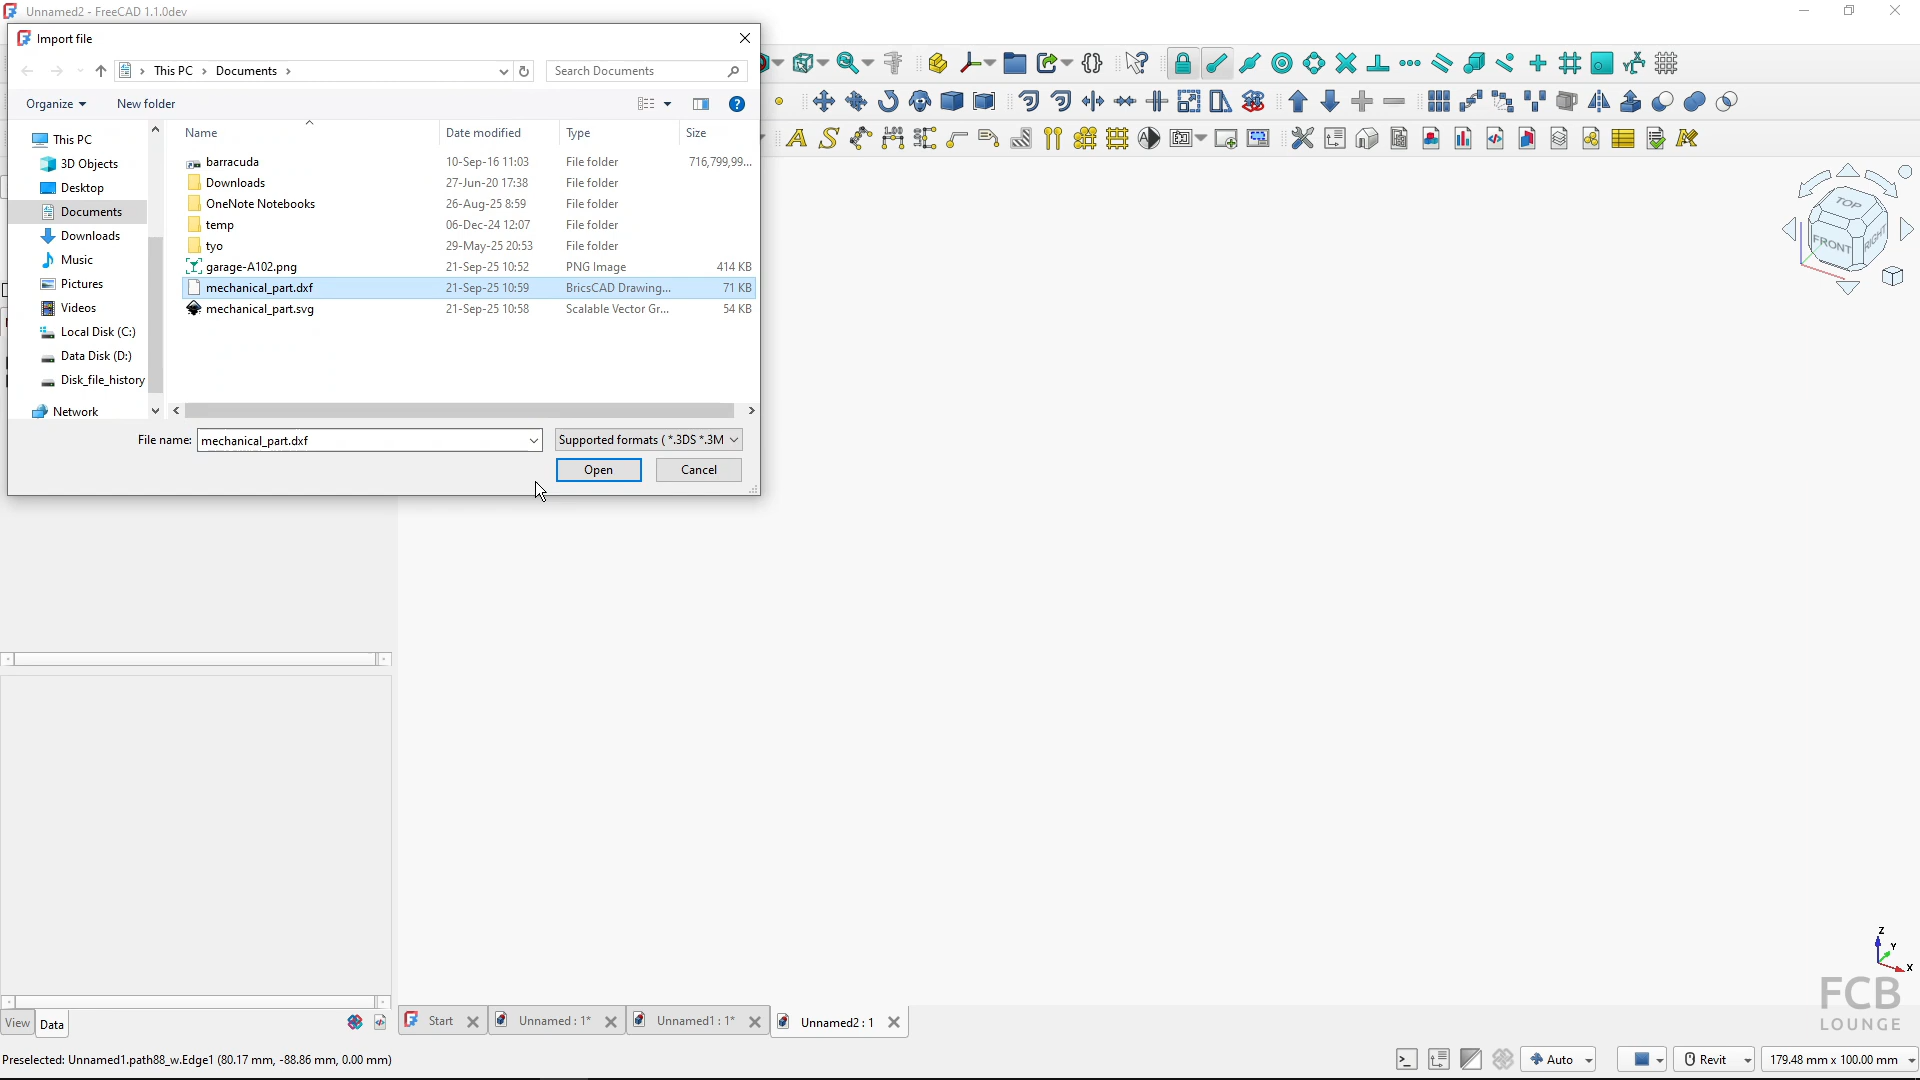 Unnamed2 - FreeCAD 1.1.0dev
Import file
This PC > Documents >
Search Documents
Organize
New folder
Name Date modified Type Size
This PC
3D Objects
Desktop
Documents
Downloads
Music
Pictures
Videos
Local Disk (C:)
Data Disk (D:)
Disk_file_history
Network
barracuda 10-Sep-16 11:03 File folder 716,799,99...
Downloads 27-Jun-20 17:38 File folder
OneNote Notebooks 26-Aug-25 8:59 File folder
temp 06-Dec-24 12:07 File folder
tyo 29-May-25 20:53 File folder
garage-A102.png 21-Sep-25 10:52 PNG Image 414 KB
mechanical_part.dxf 21-Sep-25 10:59 BricsCAD Drawing... 71 KB
mechanical_part.svg 21-Sep-25 10:58 Scalable Vector Gr... 54 KB
File name: mechanical_part.dxf Supported formats ( *.3DS *.3M
Open Cancel
TOP
FRONT
RIGHT
Z
Y
X
FCB
LOUNGE
View Data
Start Unnamed : 1* Unnamed1 : 1* Unnamed2 : 1
Preselected: Unnamed1.path88_w.Edge1 (80.17 mm, -88.86 mm, 0.00 mm)
Auto Revit 179.48 mm x 100.00 mm